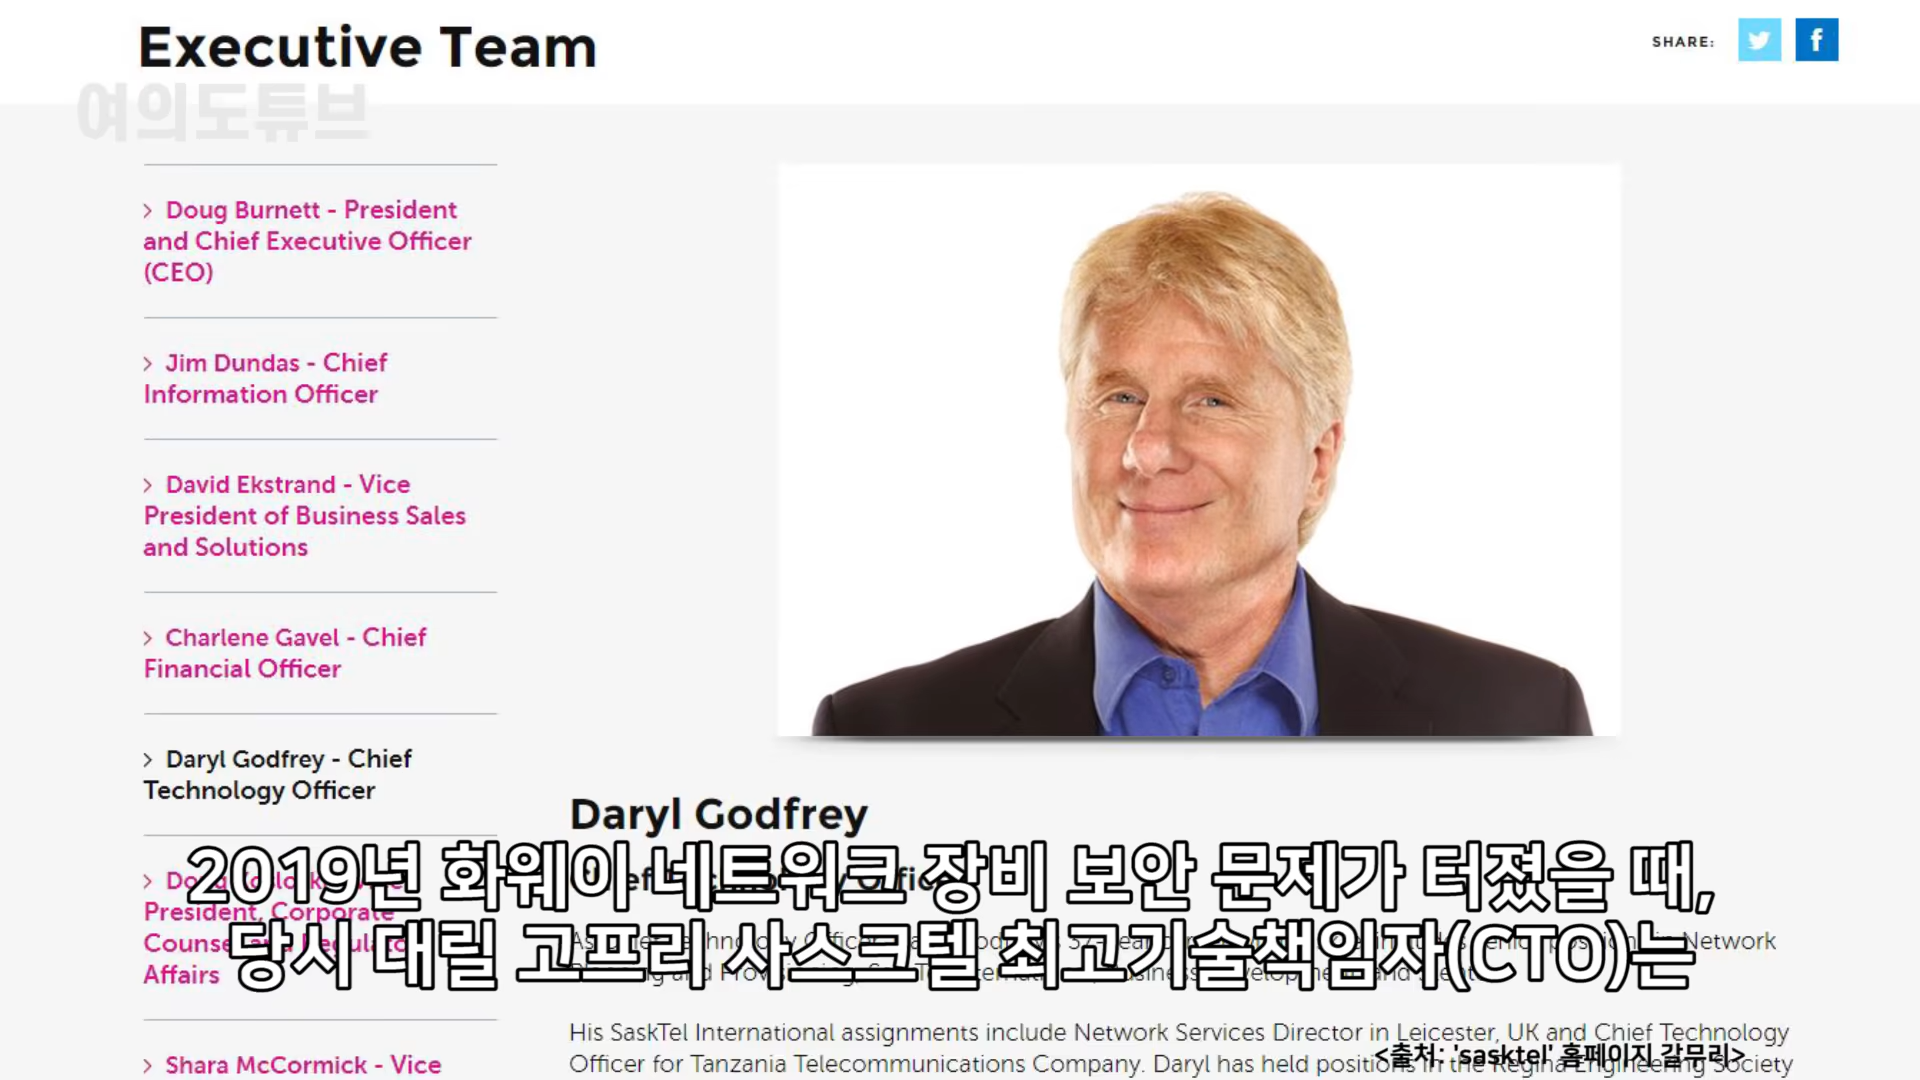 Executive Team
SHARE:
여의도튜브
Doug Burnett - President
and Chief Executive Officer
(CEO)
Jim Dundas - Chief
Information Officer
David Ekstrand - Vice
President of Business Sales
and Solutions
Charlene Gavel - Chief
Financial Officer
Daryl Godfrey - Chief
Technology Officer
President, Corporate
Affairs
Shara McCormick - Vice
Daryl Godfrey
Network
His SaskTel International assignments include Network Services Director in Leicester, UK and Chief Technology
Officer for Tanzania Telecommunications Company. Daryl has held positions in the Regina Engineering Society
2019년 화웨이 네트워크 장비 보안 문제가 터졌을 때,
당시 대릴 고프리 사스크텔 최고기술책임자(CTO)는
<출처: 'sasktel' 홈페이지 갈무리>